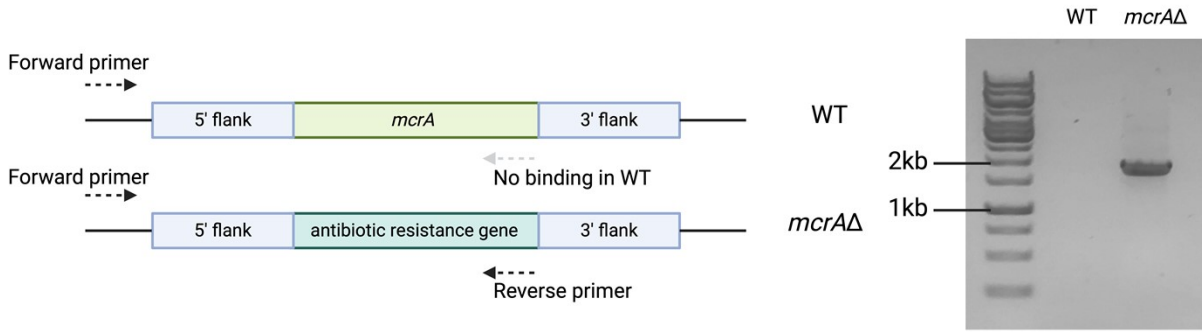 WT mcrAΔ
Forward primer
5' flank mcrA 3' flank WT
No binding in WT
2kb
Forward primer
1kb
5' flank antibiotic resistance gene 3' flank mcrAΔ
Reverse primer